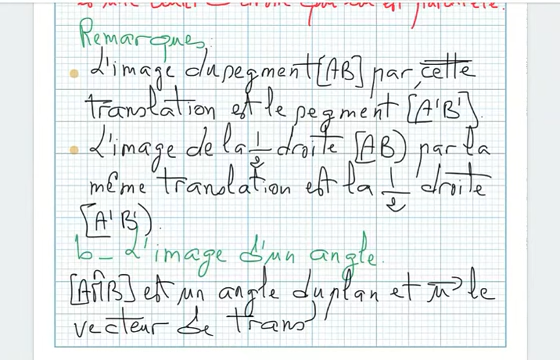 Remarques
• L'image du segment [AB] par cette
translation est le segment [A'B'].
• L'image de la 1/2 droite [AB) par la
même translation est la 1/2 droite
[A'B').
b- L'image d'un angle.
[AM̂B] est un angle du plan et u⃗ le
vecteur de trans